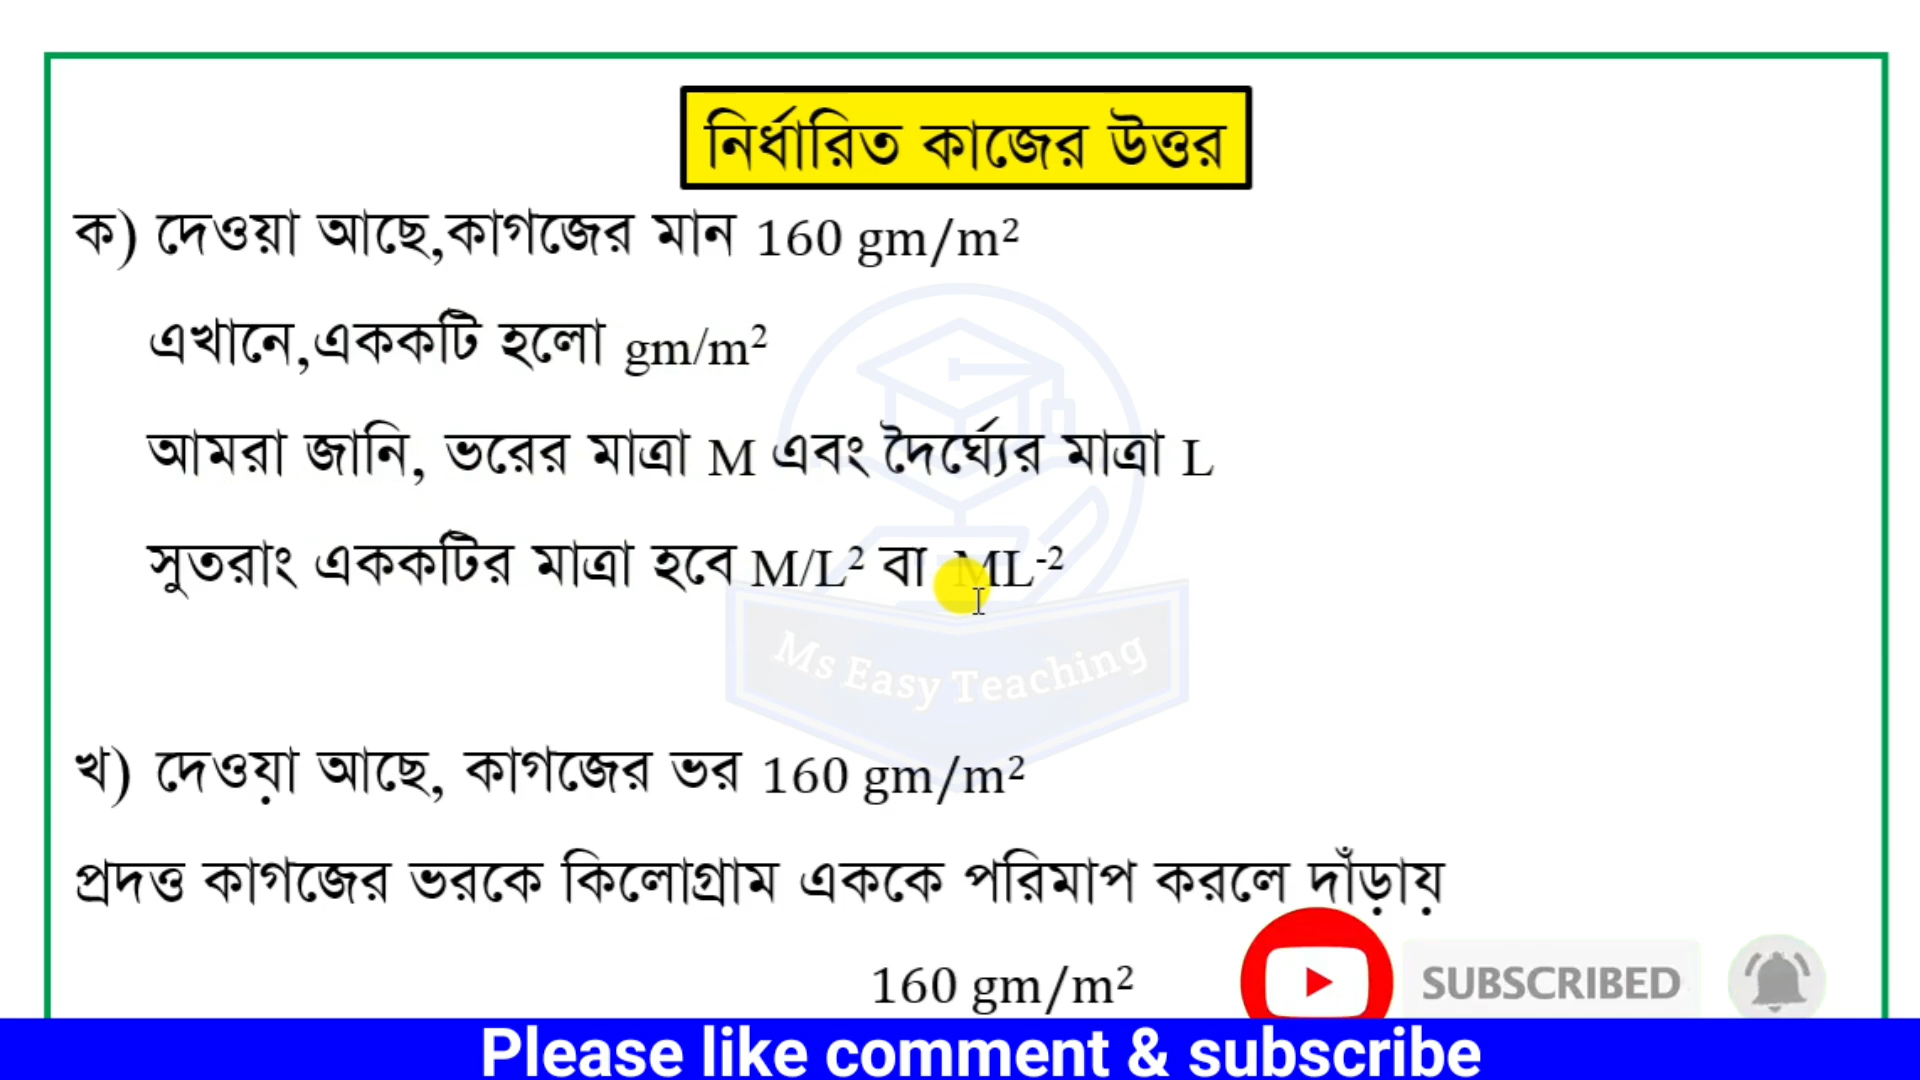 নির্ধারিত কাজের উত্তর
ক) দেওয়া আছে,কাগজের মান 160 gm/m²
এখানে,এককটি হলো gm/m²
আমরা জানি, ভরের মাত্রা M এবং দৈর্ঘ্যের মাত্রা L
সুতরাং এককটির মাত্রা হবে M/L² বা ML⁻²
Ms Easy Teaching
খ) দেওয়া আছে, কাগজের ভর 160 gm/m²
প্রদত্ত কাগজের ভরকে কিলোগ্রাম এককে পরিমাপ করলে দাঁড়ায়
160 gm/m²
SUBSCRIBED
Please like comment & subscribe